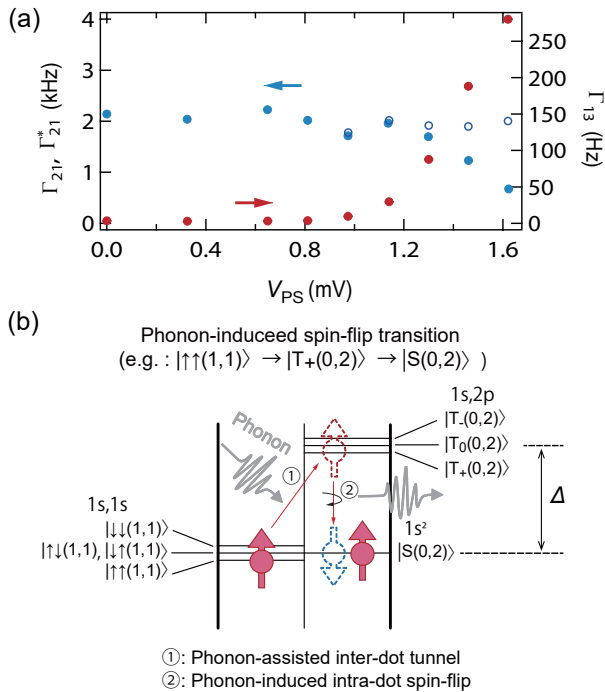 (a)
4
3
2
1
0
Γ21, Γ*21 (kHz)
250
200
150
100
50
0
Γ13 (Hz)
0.0 0.4 0.8 1.2 1.6
VPS (mV)
(b)
Phonon-induceed spin-flip transition
(e.g. : |↑↑(1,1)⟩ → |T+(0,2)⟩ → |S(0,2)⟩ )
1s,2p
|T-(0,2)⟩
|T0(0,2)⟩
|T+(0,2)⟩
Phonon
①
②
Δ
1s,1s
|↓↓(1,1)⟩
|↑↓(1,1)⟩, |↓↑(1,1)⟩
|↑↑(1,1)⟩
1s²
|S(0,2)⟩
①: Phonon-assisted inter-dot tunnel
②: Phonon-induced intra-dot spin-flip